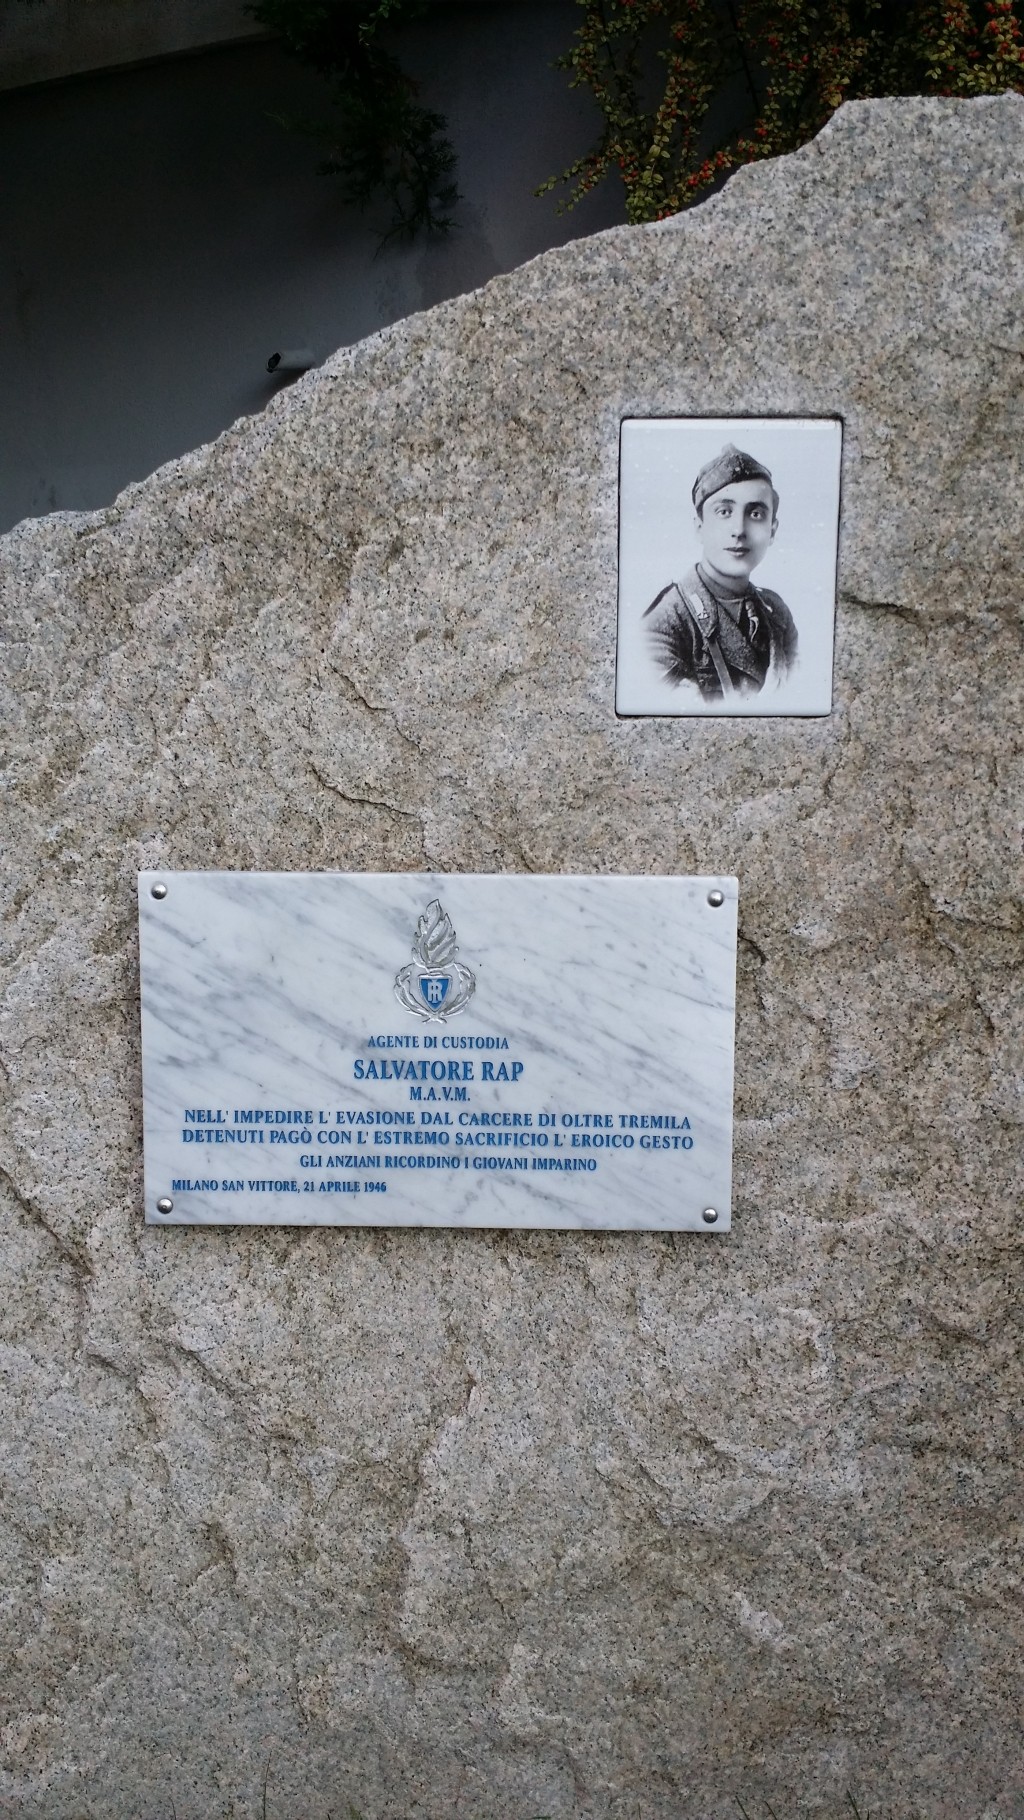 R
AGENTE DI CUSTODIA
SALVATORE RAP
M.A.V.M.
NELL' IMPEDIRE L' EVASIONE DAL CARCERE DI OLTRE TREMILA
DETENUTI PAGÒ CON L' ESTREMO SACRIFICIO L' EROICO GESTO
GLI ANZIANI RICORDINO I GIOVANI IMPARINO
MILANO SAN VITTORE, 21 APRILE 1946